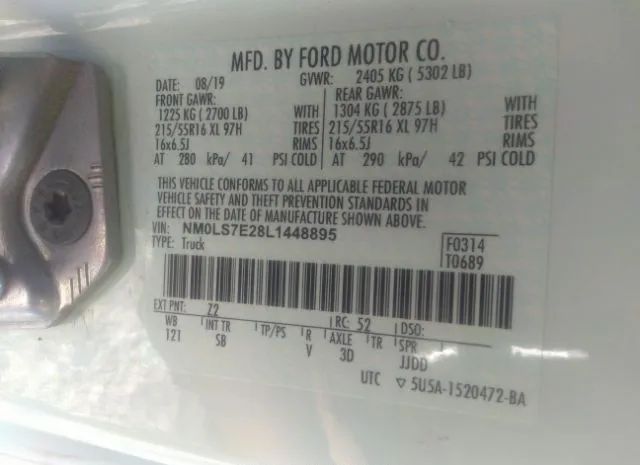 MFD. BY FORD MOTOR CO.
DATE: 08/19 GVWR: 2405 KG ( 5302 LB)
FRONT GAWR: REAR GAWR:
1225 KG ( 2700 LB) WITH 1304 KG ( 2875 LB) WITH
215/55R16 XL 97H TIRES 215/55R16 XL 97H TIRES
16x6.5J RIMS 16x6.5J RIMS
AT 280 kPa/ 41 PSI COLD AT 290 kPa/ 42 PSI COLD
THIS VEHICLE CONFORMS TO ALL APPLICABLE FEDERAL MOTOR
VEHICLE SAFETY AND THEFT PREVENTION STANDARDS IN
EFFECT ON THE DATE OF MANUFACTURE SHOWN ABOVE.
VIN: NM0LS7E28L1448895 F0314
TYPE: Truck T0689
EXT PNT: Z2 RC: 52 DSO:
WB INT TR TP/PS R AXLE TR SPR
121 SB V 3D JJDD
UTC ▽ 5U5A-1520472-BA